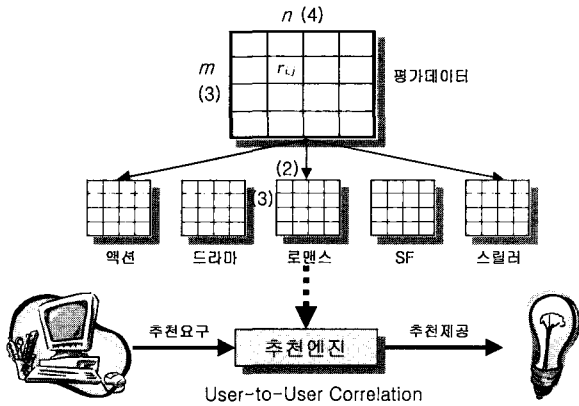 n (4)
m
(3)
r i,j
평가데이터
(2)
(3)
액션
드라마
로맨스
SF
스릴러
추천요구
추천엔진
추천제공
User-to-User Correlation